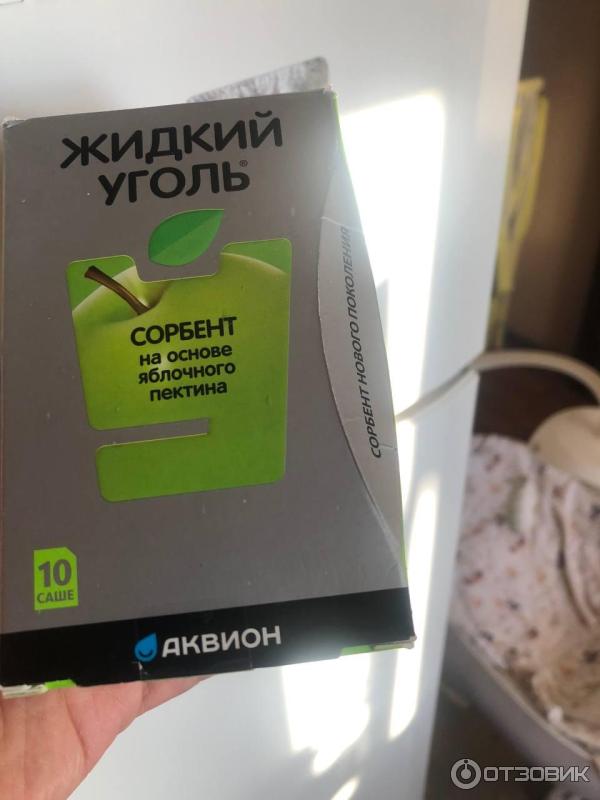 ЖИДКИЙ
УГОЛЬ®
СОРБЕНТ
на основе
яблочного
пектина
СОРБЕНТ НОВОГО ПОКОЛЕНИЯ
10
САШЕ
АКВИОН
ОТЗОВИК